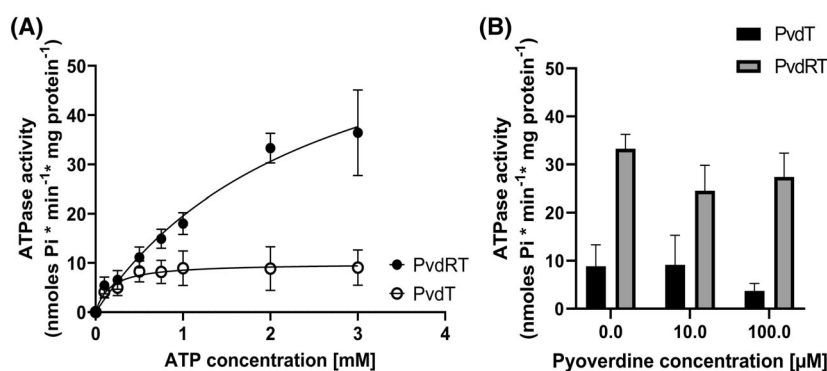 (A)
ATPase activity
(nmoles Pi * min⁻¹* mg protein⁻¹)
50
40
30
20
10
0
0
1
2
3
4
ATP concentration [mM]
PvdRT
PvdT
(B)
PvdT
PvdRT
ATPase activity
(nmoles Pi * min⁻¹* mg protein⁻¹)
50
40
30
20
10
0
0.0
10.0
100.0
Pyoverdine concentration [µM]